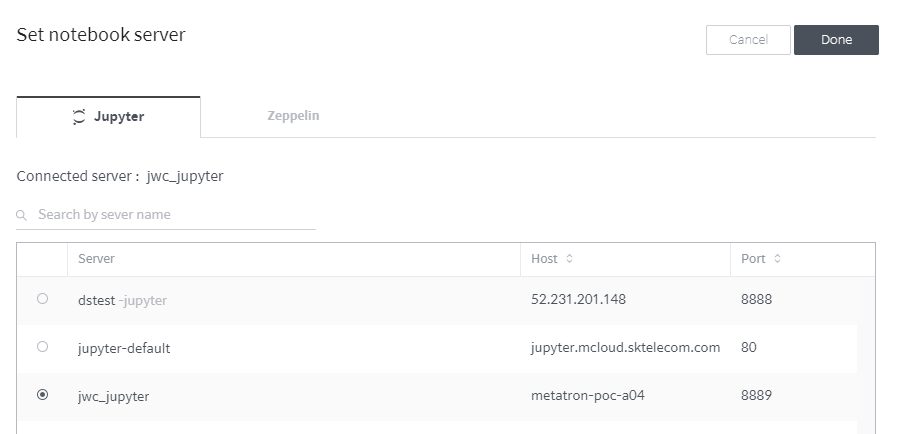 Set notebook server
Cancel Done
Jupyter Zeppelin
Connected server : jwc_jupyter
Search by sever name
Server Host Port
dstest -jupyter 52.231.201.148 8888
jupyter-default jupyter.mcloud.sktelecom.com 80
jwc_jupyter metatron-poc-a04 8889